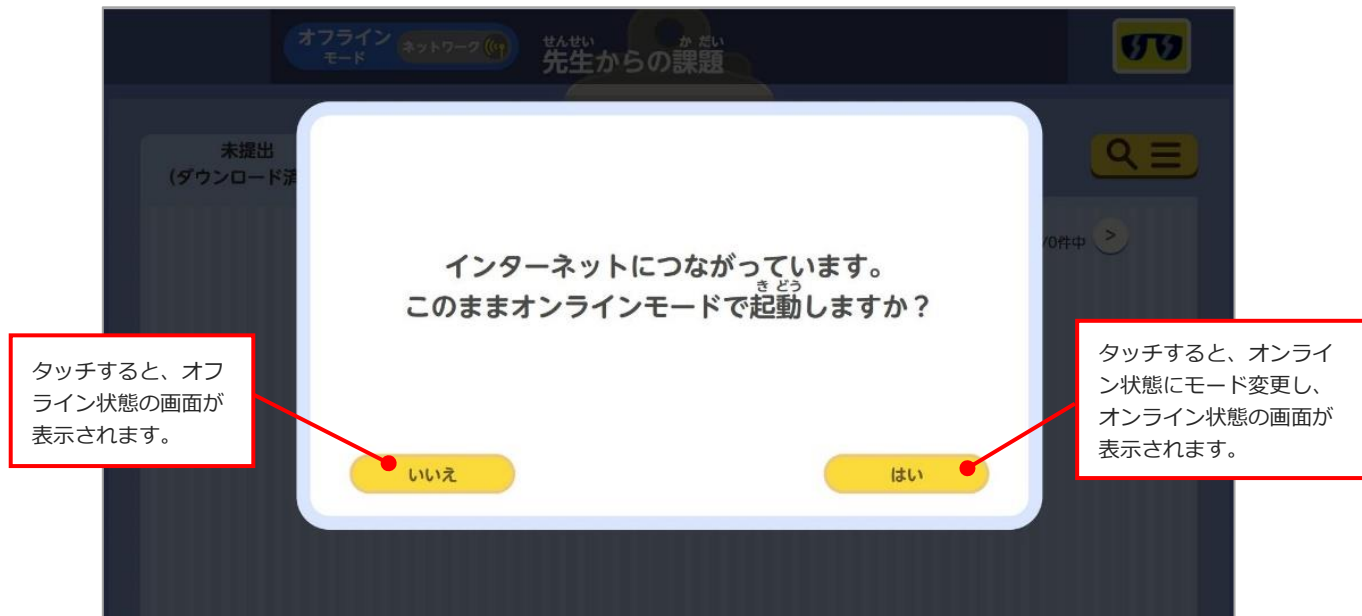 オフライン
モード
ネットワーク
せんせい かだい
先生からの課題
未提出
(ダウンロード済
/0件中 >
インターネットにつながっています。
きどう
このままオンラインモードで起動しますか？
いいえ
はい
タッチすると、オフ
ライン状態の画面が
表示されます。
タッチすると、オンライ
ン状態にモード変更し、
オンライン状態の画面が
表示されます。